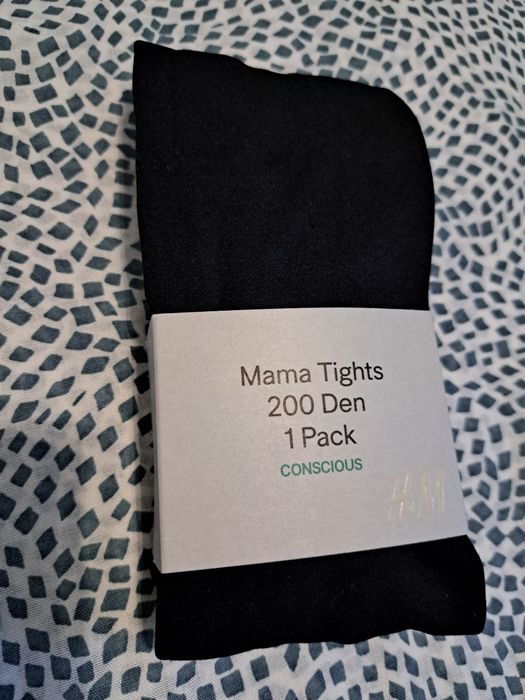 Mama Tights
200 Den
1 Pack
CONSCIOUS
H&M